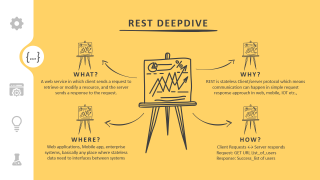 REST DEEPDIVE
{...}
WHAT?
A web service in which client sends a request to
retrieve or modify a resource, and the server
sends a response to the request.
WHY?
REST is stateless Client/server protocol which means
communication can happen in simple request
response approach in web, mobile, IOT etc.,
WHERE?
Web applications, Mobile app, enterprise
systems, basically any place where stateless
data need to interfaces between systems
HOW?
Client Requests <-> Server responds
Request: GET URL list_of_users
Response: Success_list of users